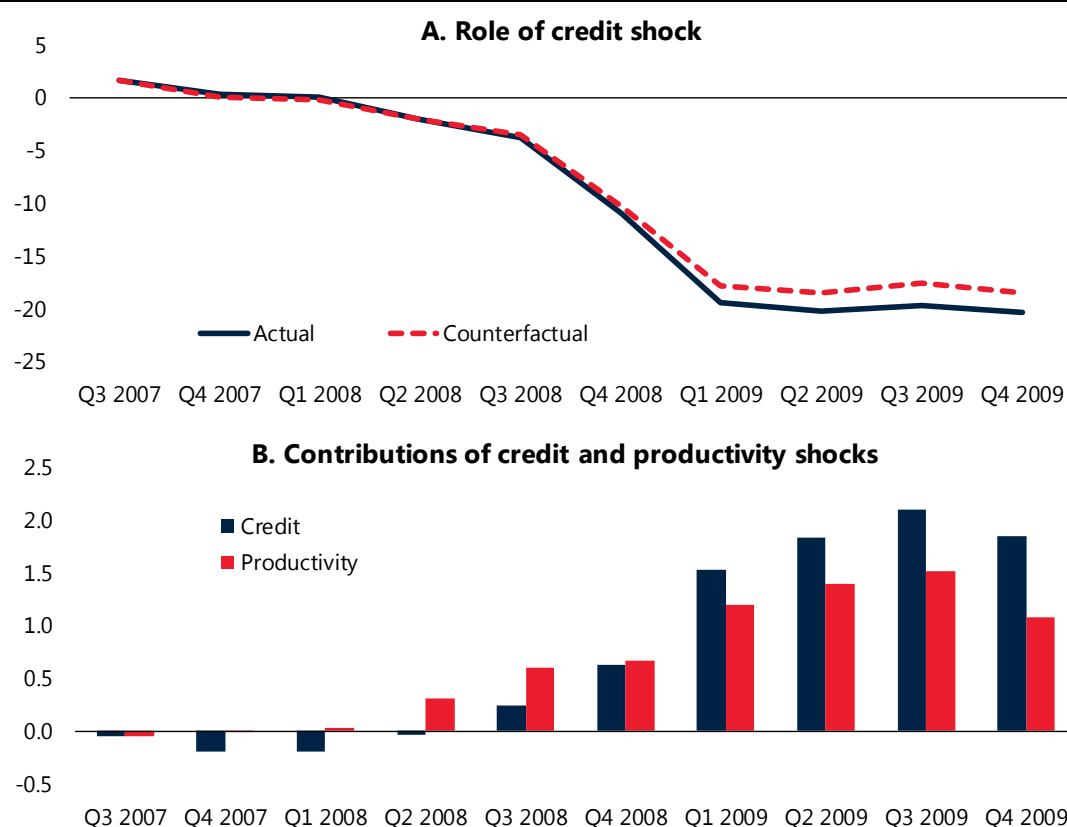 A. Role of credit shock
5
0
-5
-10
-15
-20
-25
Actual Counterfactual
Q3 2007 Q4 2007 Q1 2008 Q2 2008 Q3 2008 Q4 2008 Q1 2009 Q2 2009 Q3 2009 Q4 2009
B. Contributions of credit and productivity shocks
2.5
2.0
1.5
1.0
0.5
0.0
-0.5
Credit
Productivity
Q3 2007 Q4 2007 Q1 2008 Q2 2008 Q3 2008 Q4 2008 Q1 2009 Q2 2009 Q3 2009 Q4 2009